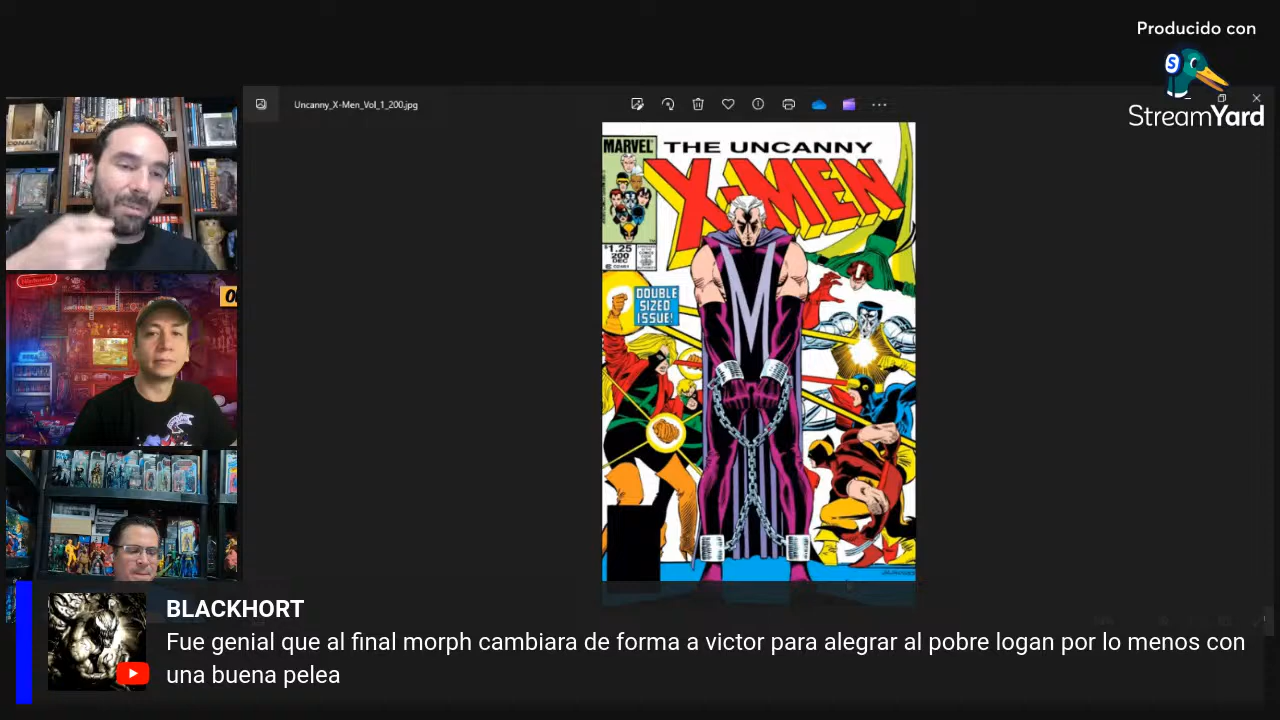 Producido con
StreamYard
Uncanny_X-Men_Vol_1_200.jpg
MARVEL
THE UNCANNY
X-MEN
$1.25
200
DEC
DOUBLE
SIZED
ISSUE!
M
CONAN
BLACKHORT
Fue genial que al final morph cambiara de forma a victor para alegrar al pobre logan por lo menos con
una buena pelea